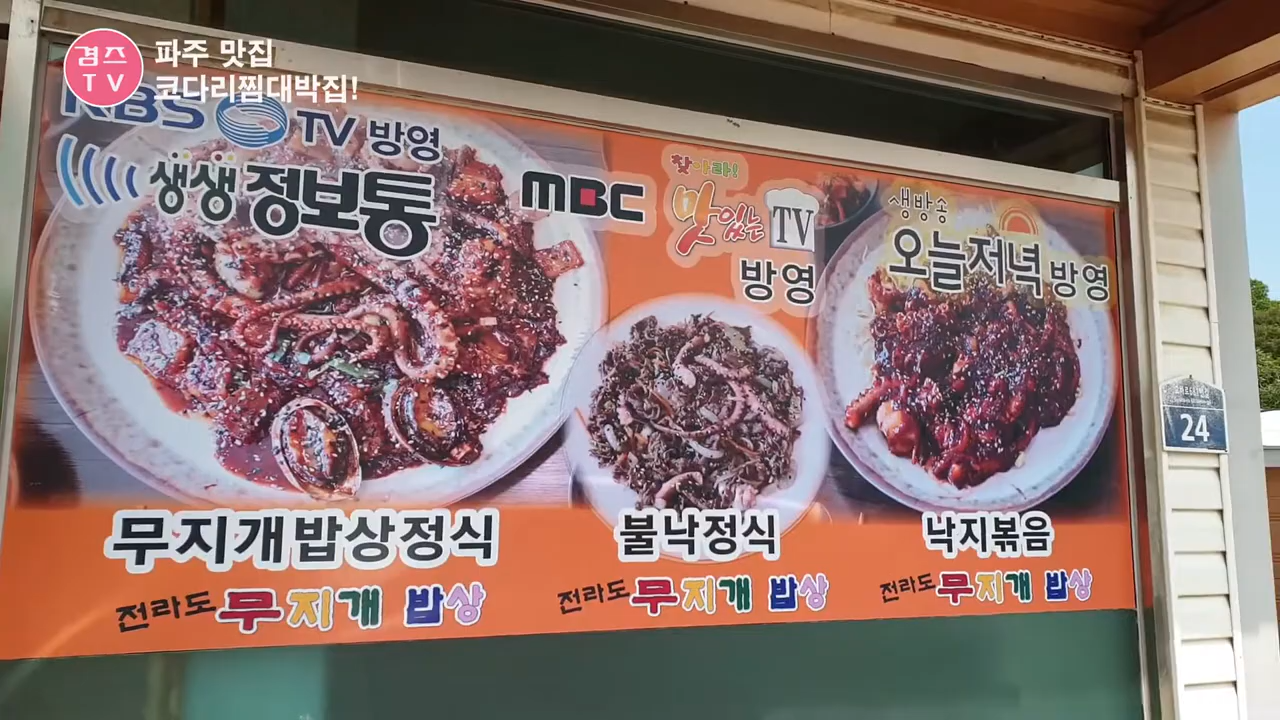 겸즈
TV
파주 맛집
코다리찜대박집!
KBS TV 방영
생생 정보통
MBC
찾아라!
맛있는 TV
방영
생방송
오늘저녁 방영
무지개밥상정식
전라도 무지개 밥상
불낙정식
전라도 무지개 밥상
낙지볶음
전라도 무지개 밥상
24